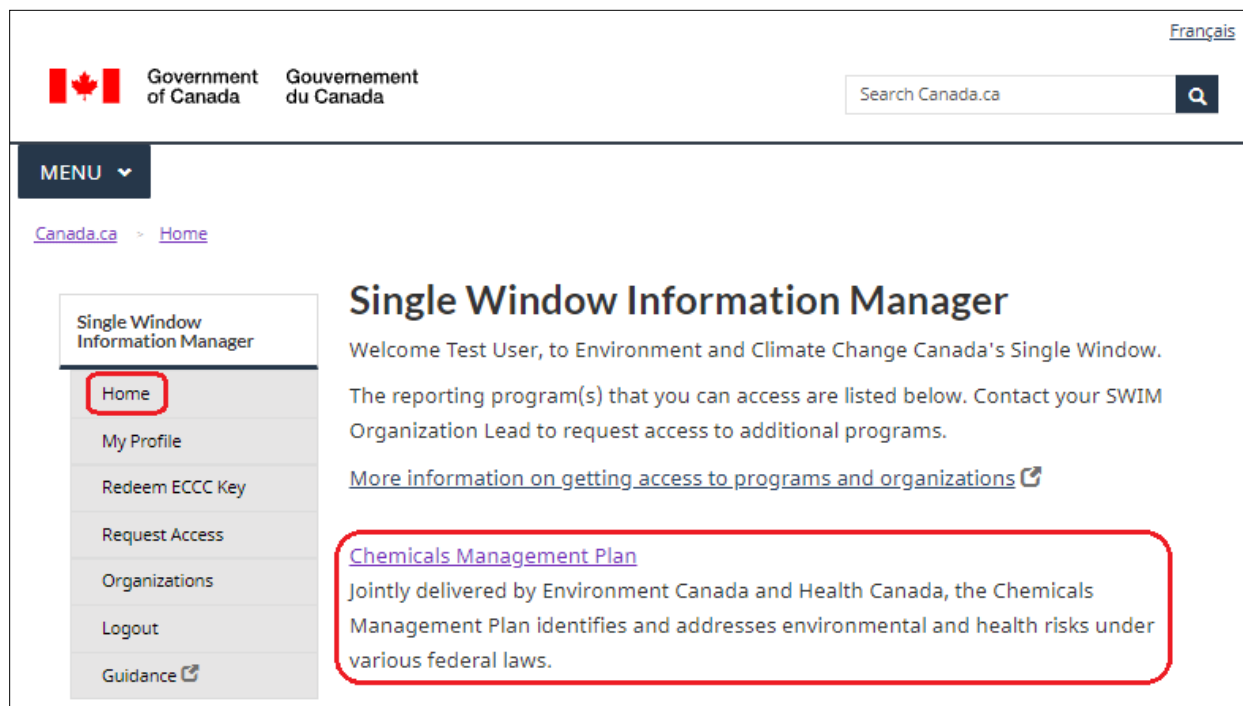 Français
Government of Canada
Gouvernement du Canada
Search Canada.ca
MENU
Canada.ca > Home
Single Window
Information Manager
Home
My Profile
Redeem ECCC Key
Request Access
Organizations
Logout
Guidance
Single Window Information Manager
Welcome Test User, to Environment and Climate Change Canada's Single Window.
The reporting program(s) that you can access are listed below. Contact your SWIM
Organization Lead to request access to additional programs.
More information on getting access to programs and organizations
Chemicals Management Plan
Jointly delivered by Environment Canada and Health Canada, the Chemicals
Management Plan identifies and addresses environmental and health risks under
various federal laws.